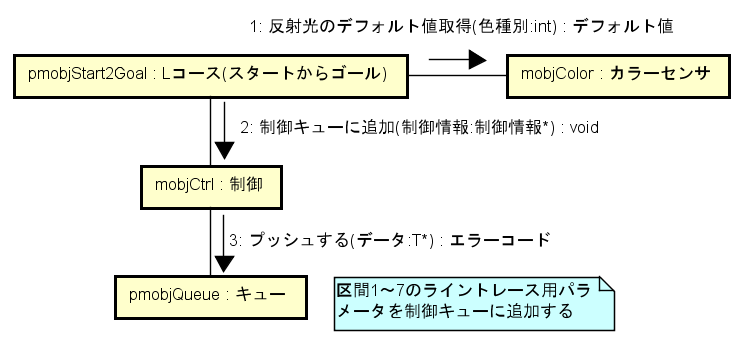 1: 反射光のデフォルト値取得(色種別:int) : デフォルト値
pmobjStart2Goal : Lコース(スタートからゴール)
mobjColor : カラーセンサ
2: 制御キューに追加(制御情報:制御情報*) : void
mobjCtrl : 制御
3: プッシュする(データ:T*) : エラーコード
pmobjQueue : キュー
区間1～7のライントレース用パラ
メータを制御キューに追加する